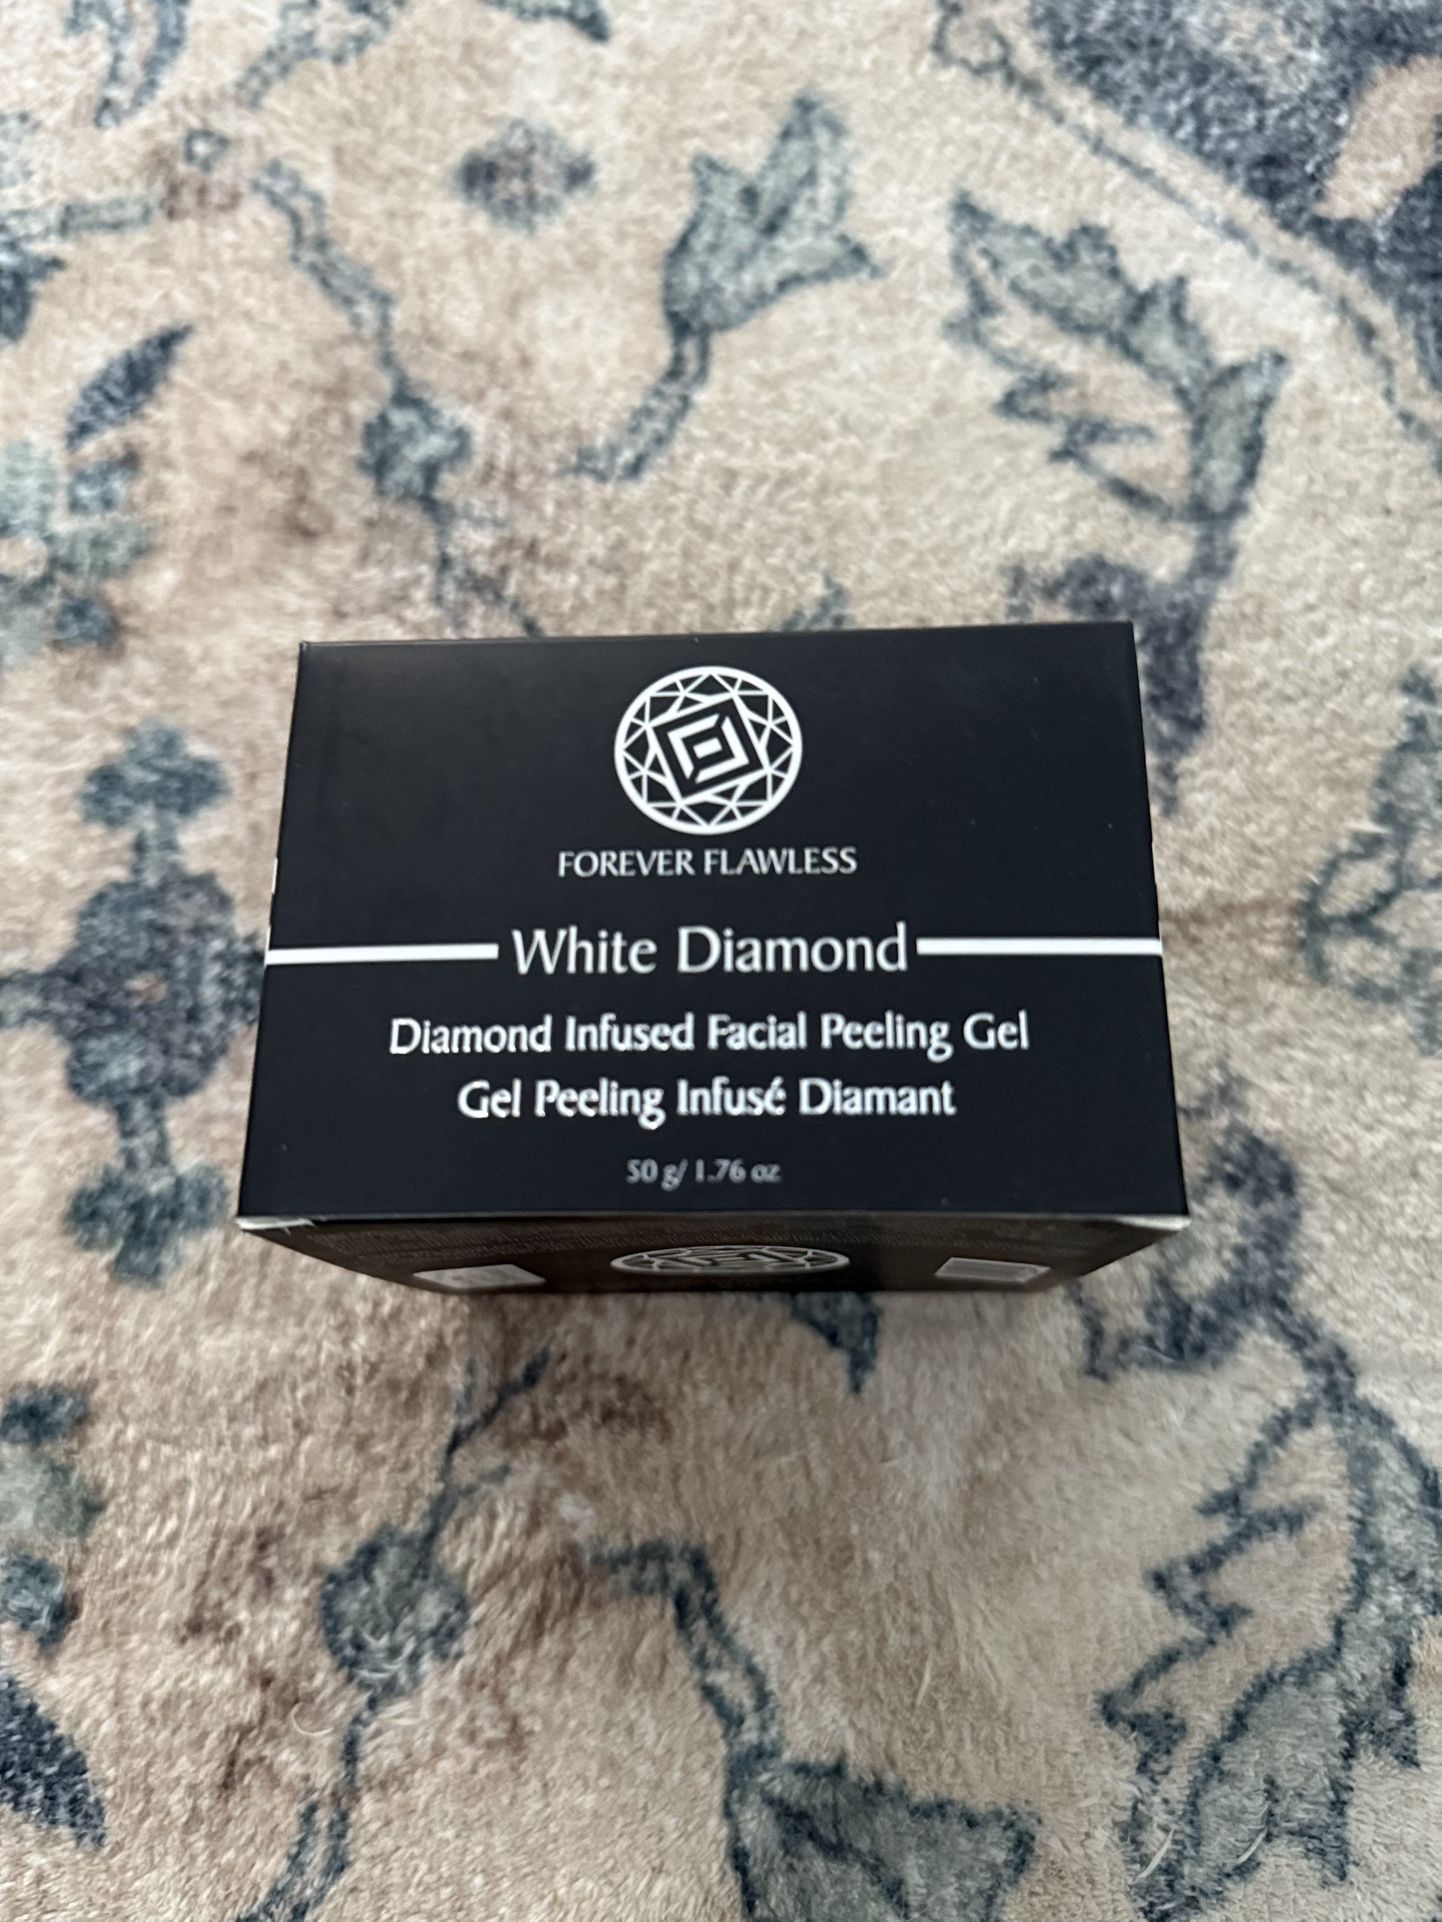 FOREVER FLAWLESS
White Diamond
Diamond Infused Facial Peeling Gel
Gel Peeling Infusé Diamant
50 g/ 1.76 oz